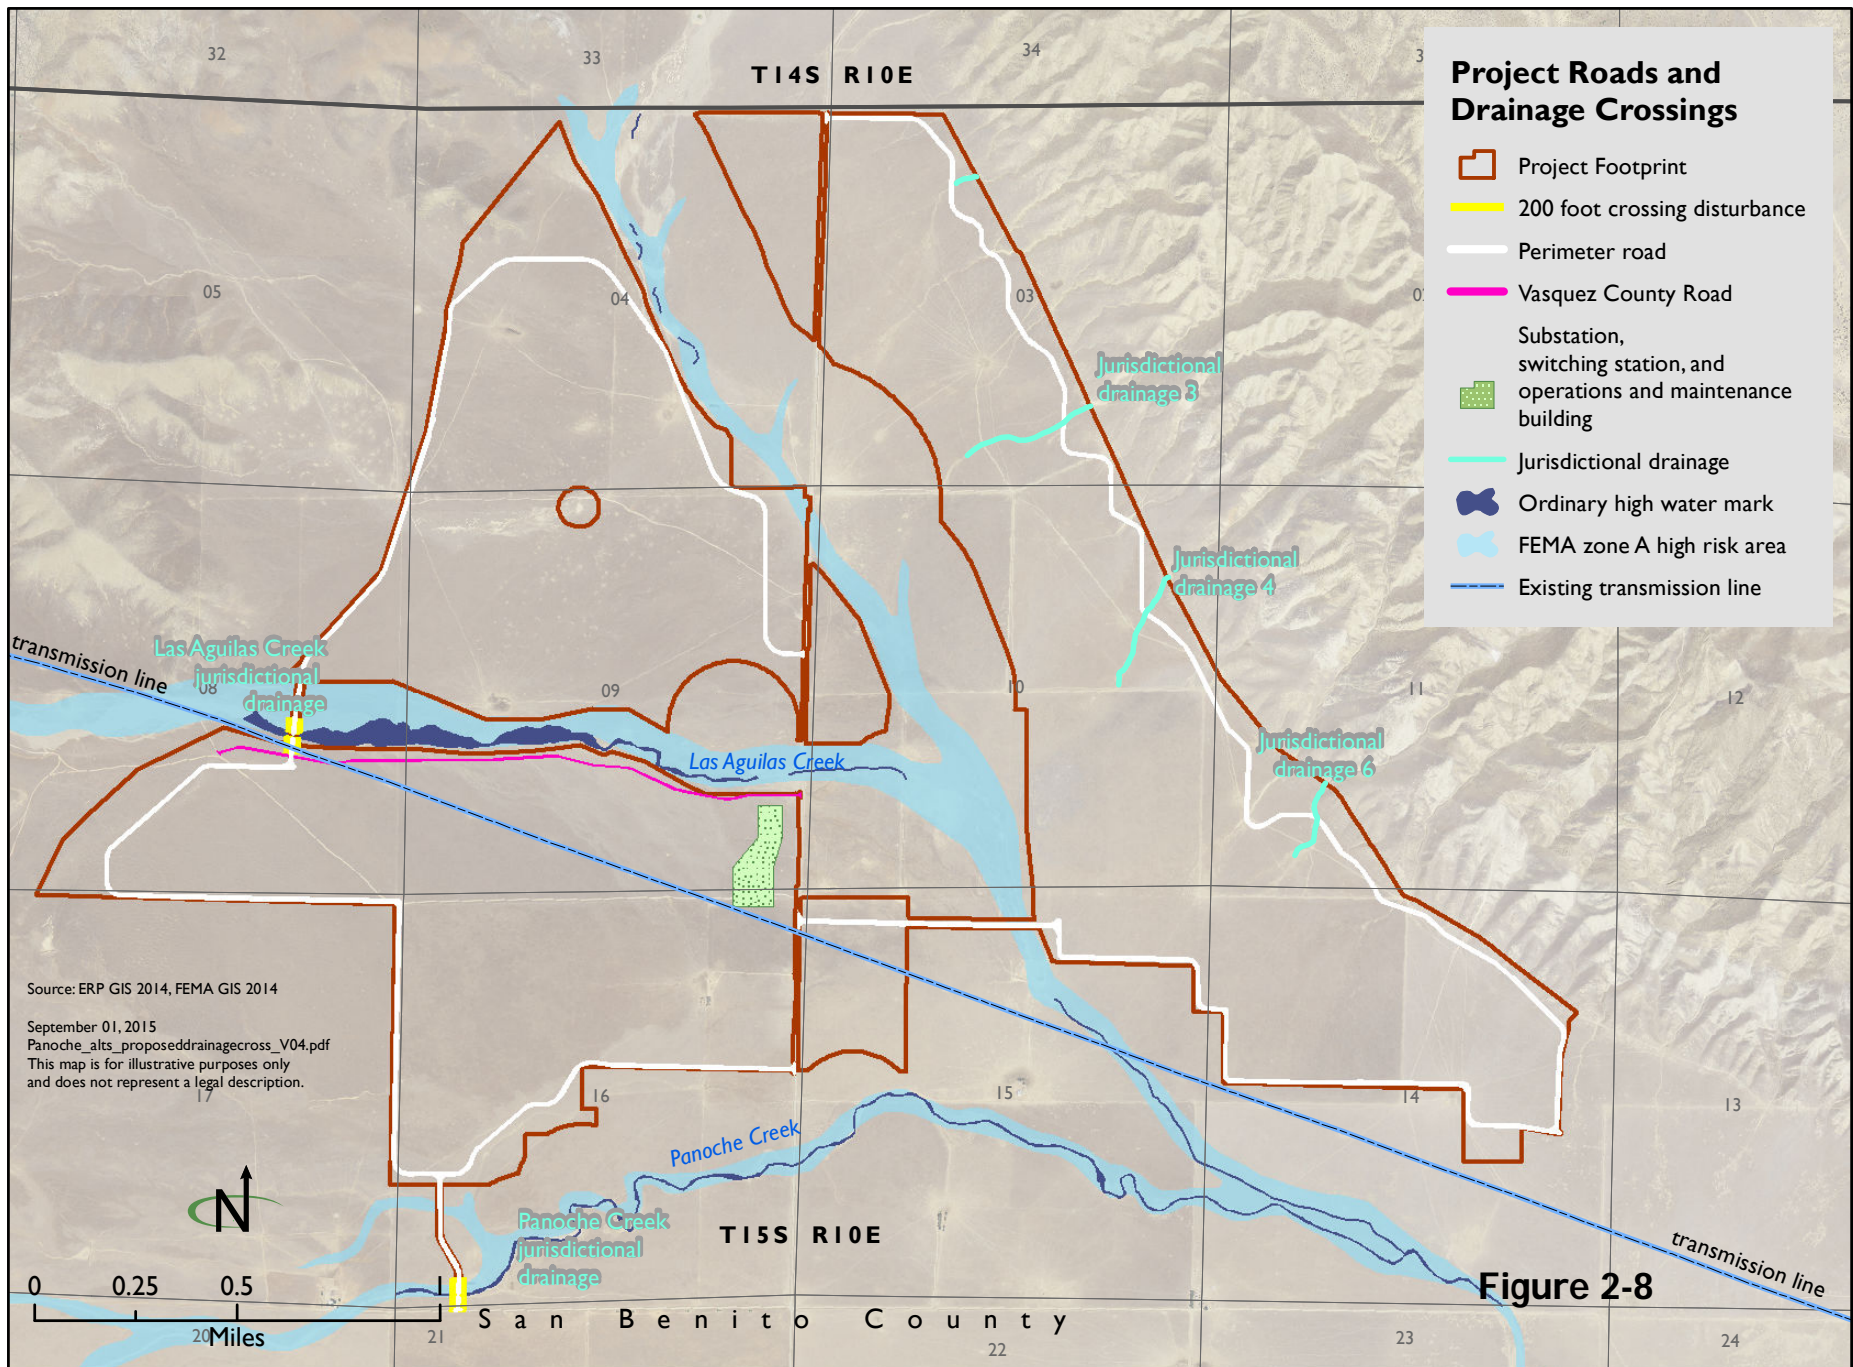 32
33
34
3
T14S R10E
Project Roads and
Drainage Crossings
Project Footprint
200 foot crossing disturbance
Perimeter road
Vasquez County Road
Substation,
switching station, and
operations and maintenance
building
Jurisdictional drainage
Ordinary high water mark
FEMA zone A high risk area
Existing transmission line
05
04
03
0
Jurisdictional
drainage 3
Jurisdictional
drainage 4
Las Aguilas Creek
jurisdictional
drainage
transmission line
08
09
10
11
12
Las Aguilas Creek
Jurisdictional
drainage 6
Source: ERP GIS 2014, FEMA GIS 2014
September 01, 2015
Panoche_alts_proposeddrainagecross_V04.pdf
This map is for illustrative purposes only
and does not represent a legal description.
17
16
15
14
13
Panoche Creek
N
Panoche Creek
jurisdictional
drainage
T15S R10E
transmission line
Figure 2-8
0 0.25 0.5 1
Miles
San Benito County
20
21
22
23
24